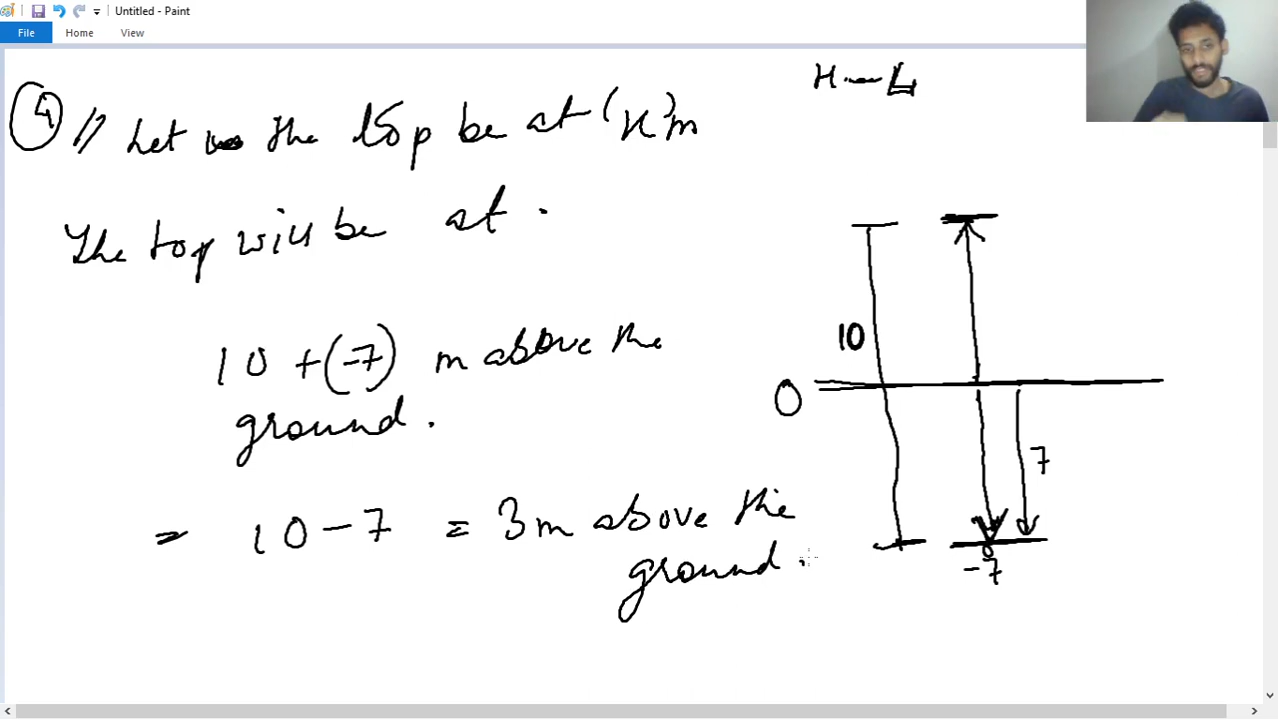 Untitled - Paint
File Home View
H-L
4 // Let the top be at (x)m
The top will be at.
10 + (-7) m above the
ground.
= 10 - 7 = 3m above the
ground.
10
0
7
-7